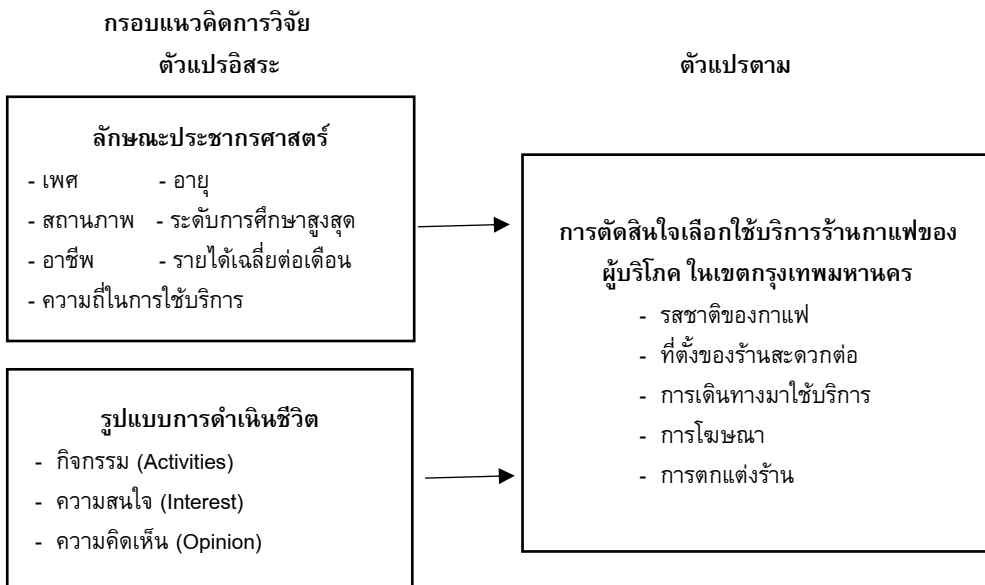 กรอบแนวคิดการวิจัย
ตัวแปรอิสระ
ตัวแปรตาม
ลักษณะประชากรศาสตร์
- เพศ - อายุ
- สถานภาพ - ระดับการศึกษาสูงสุด
- อาชีพ - รายได้เฉลี่ยต่อเดือน
- ความถี่ในการใช้บริการ
รูปแบบการดำเนินชีวิต
- กิจกรรม (Activities)
- ความสนใจ (Interest)
- ความคิดเห็น (Opinion)
การตัดสินใจเลือกใช้บริการร้านกาแฟของ
ผู้บริโภค ในเขตกรุงเทพมหานคร
- รสชาติของกาแฟ
- ที่ตั้งของร้านสะดวกต่อ
- การเดินทางมาใช้บริการ
- การโฆษณา
- การตกแต่งร้าน